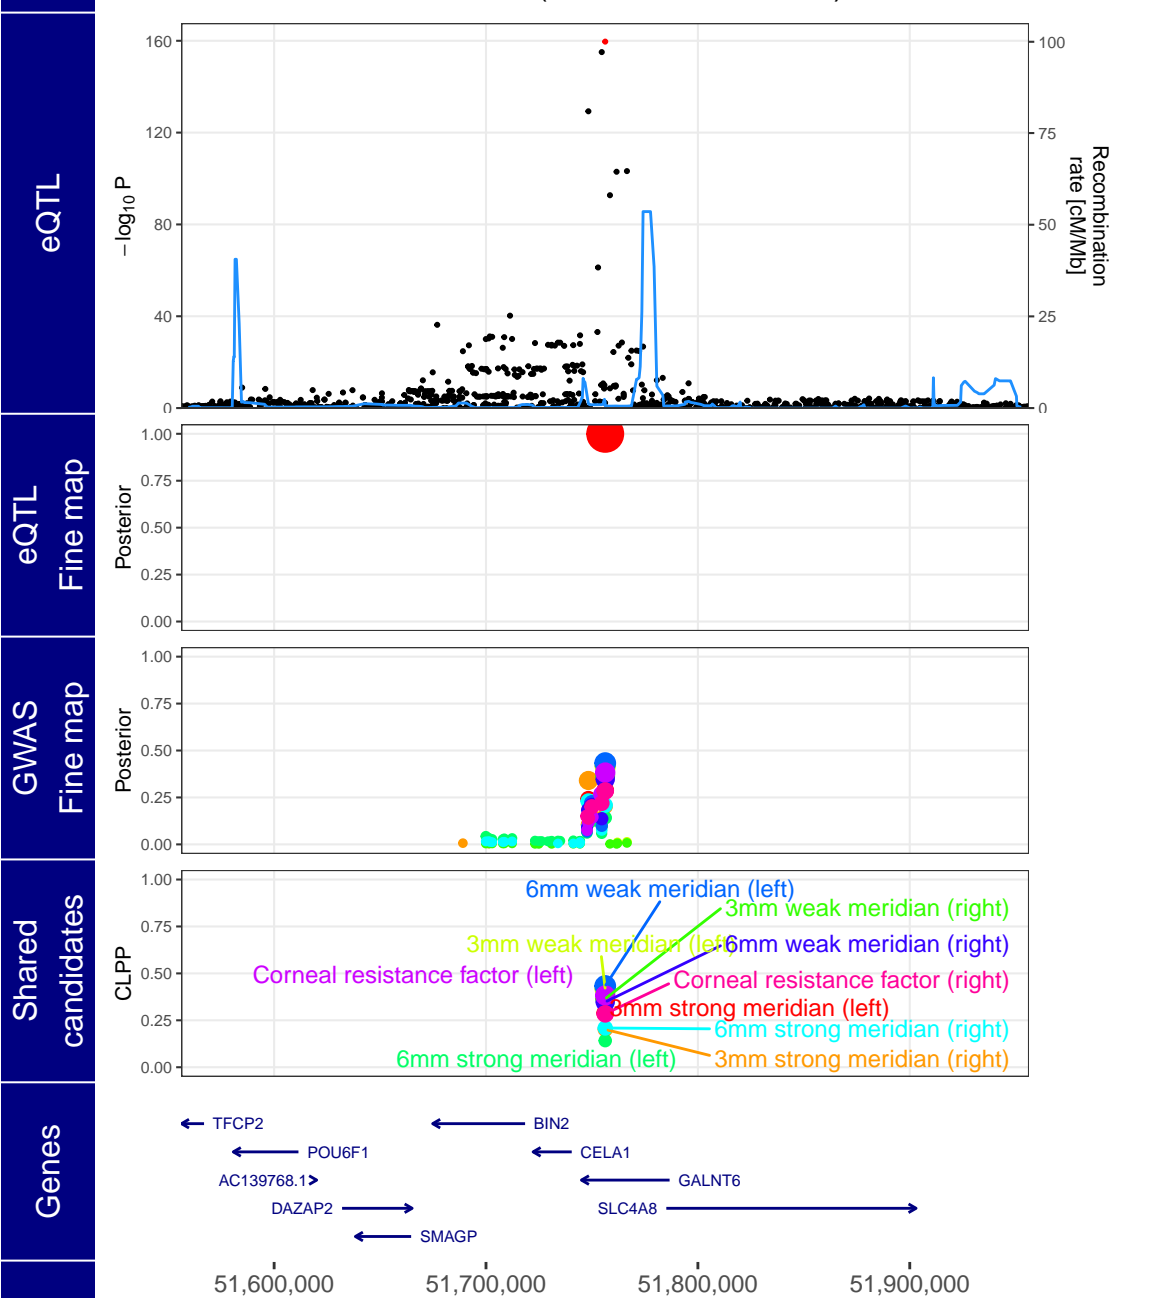 eQTL
−log10 P
160
120
80
40
0
100
75
50
25
0
Recombination
rate [cM/Mb]
eQTL
Fine map
Posterior
1.00
0.75
0.50
0.25
0.00
GWAS
Fine map
Posterior
1.00
0.75
0.50
0.25
0.00
Shared
candidates
CLPP
1.00
0.75
0.50
0.25
0.00
6mm weak meridian (left)
3mm weak meridian (right)
3mm weak meridian (left)
6mm weak meridian (right)
Corneal resistance factor (left)
Corneal resistance factor (right)
3mm strong meridian (left)
6mm strong meridian (right)
6mm strong meridian (left)
3mm strong meridian (right)
Genes
TFCP2
BIN2
POU6F1
CELA1
AC139768.1
GALNT6
DAZAP2
SLC4A8
SMAGP
51,600,000
51,700,000
51,800,000
51,900,000